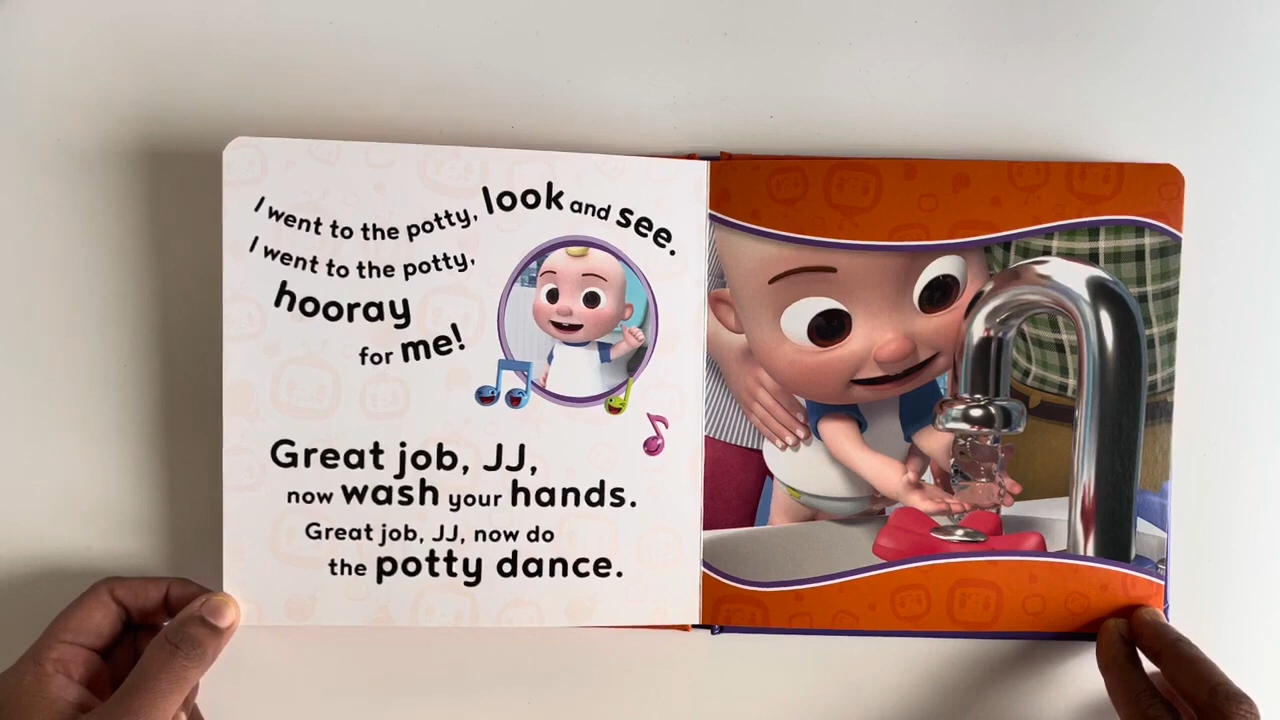 I went to the potty, look and see.
I went to the potty,
hooray
for me!
Great job, JJ,
now wash your hands.
Great job, JJ, now do
the potty dance.